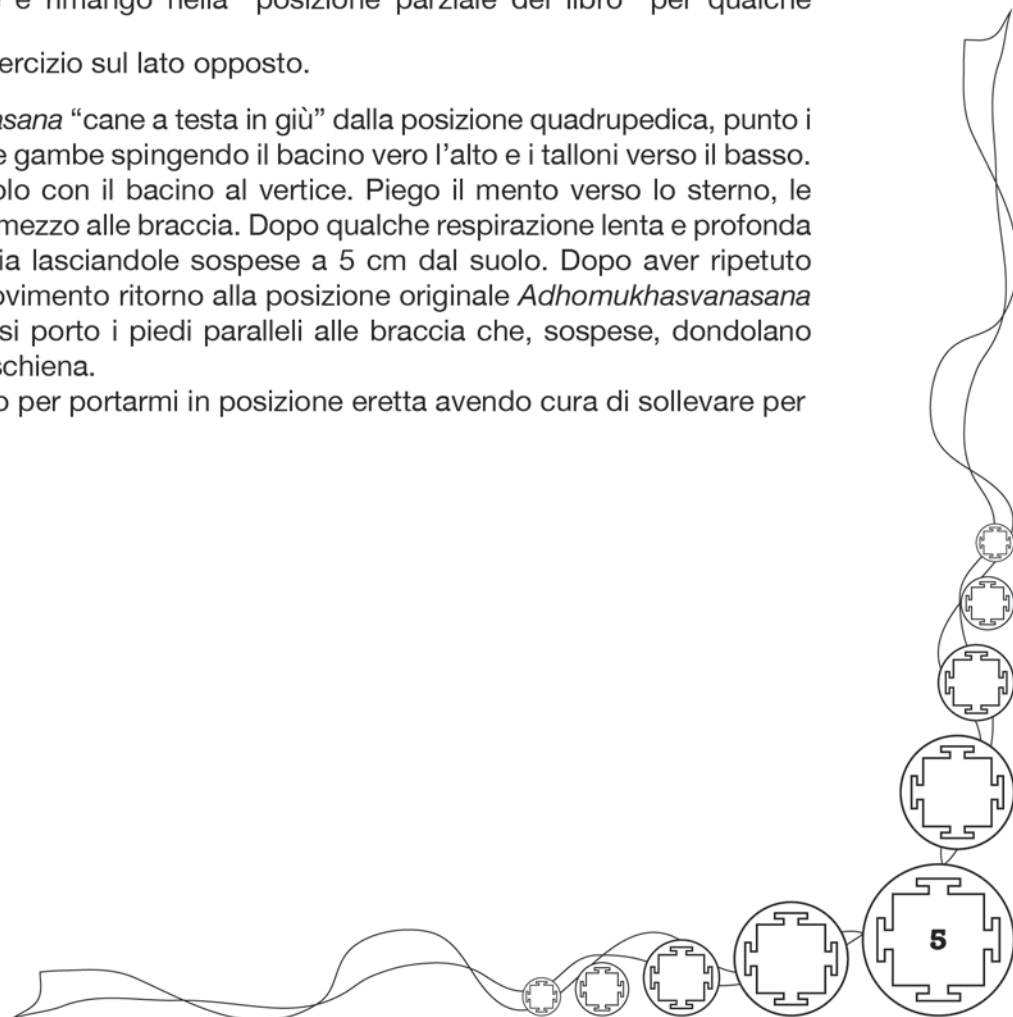 e rimango nella “posizione parziale del libro” per qualche
ercizio sul lato opposto.
asana “cane a testa in giù” dalla posizione quadrupedica, punto i
e gambe spingendo il bacino vero l’alto e i talloni verso il basso.
olo con il bacino al vertice. Piego il mento verso lo sterno, le
mezzo alle braccia. Dopo qualche respirazione lenta e profonda
ia lasciandole sospese a 5 cm dal suolo. Dopo aver ripetuto
ovimento ritorno alla posizione originale Adhomukhasvanasana
si porto i piedi paralleli alle braccia che, sospese, dondolano
schiena.
o per portarmi in posizione eretta avendo cura di sollevare per
5